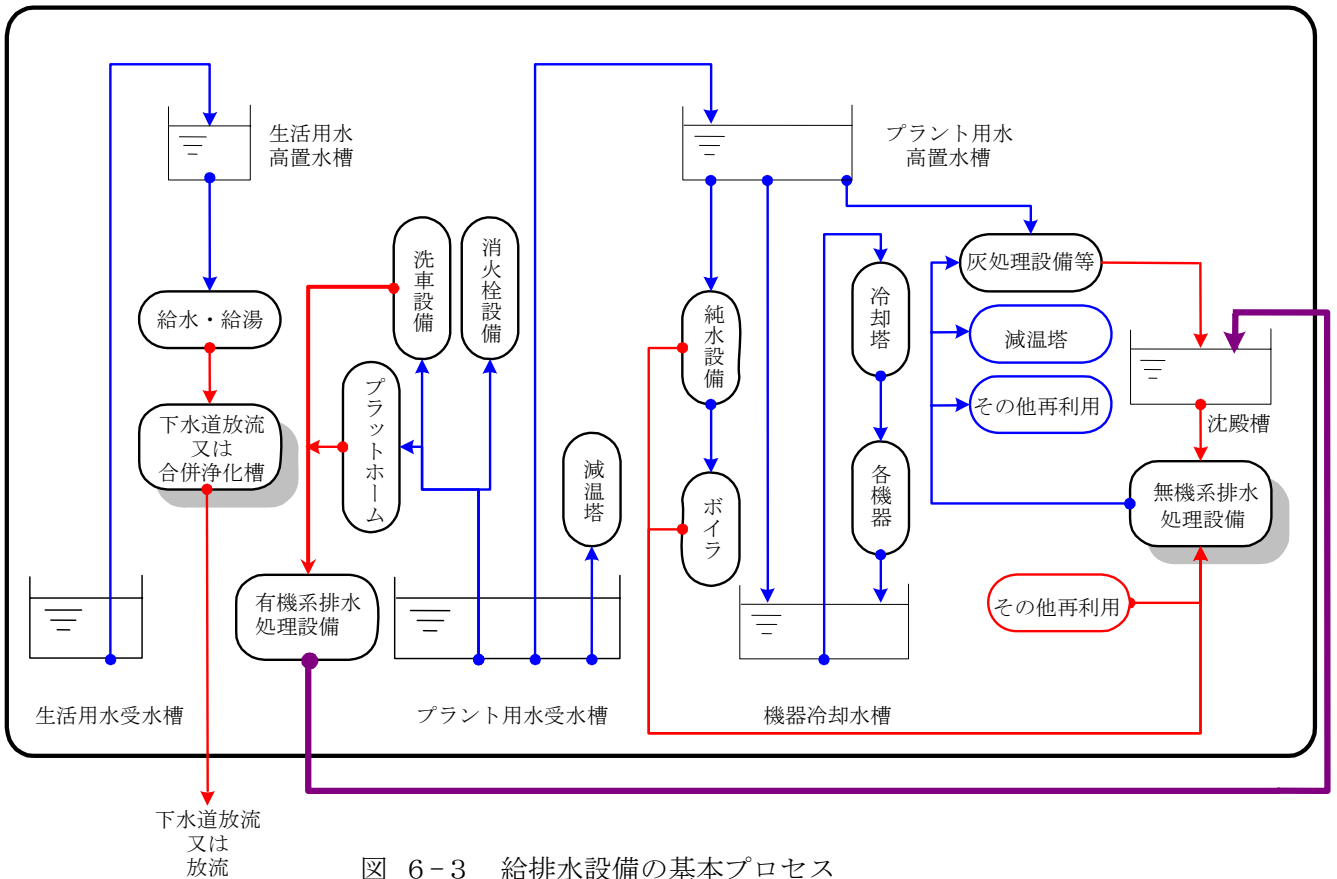 生活用水
高置水槽
プラント用水
高置水槽
給水・給湯
下水道放流
又は
合併浄化槽
洗車設備
消火栓設備
プラットホーム
減温塔
有機系排水
処理設備
純水設備
ボイラ
冷却塔
各機器
灰処理設備等
減温塔
その他再利用
沈殿槽
無機系排水
処理設備
その他再利用
生活用水受水槽
プラント用水受水槽
機器冷却水槽
下水道放流
又は
放流
図 6-3 給排水設備の基本プロセス